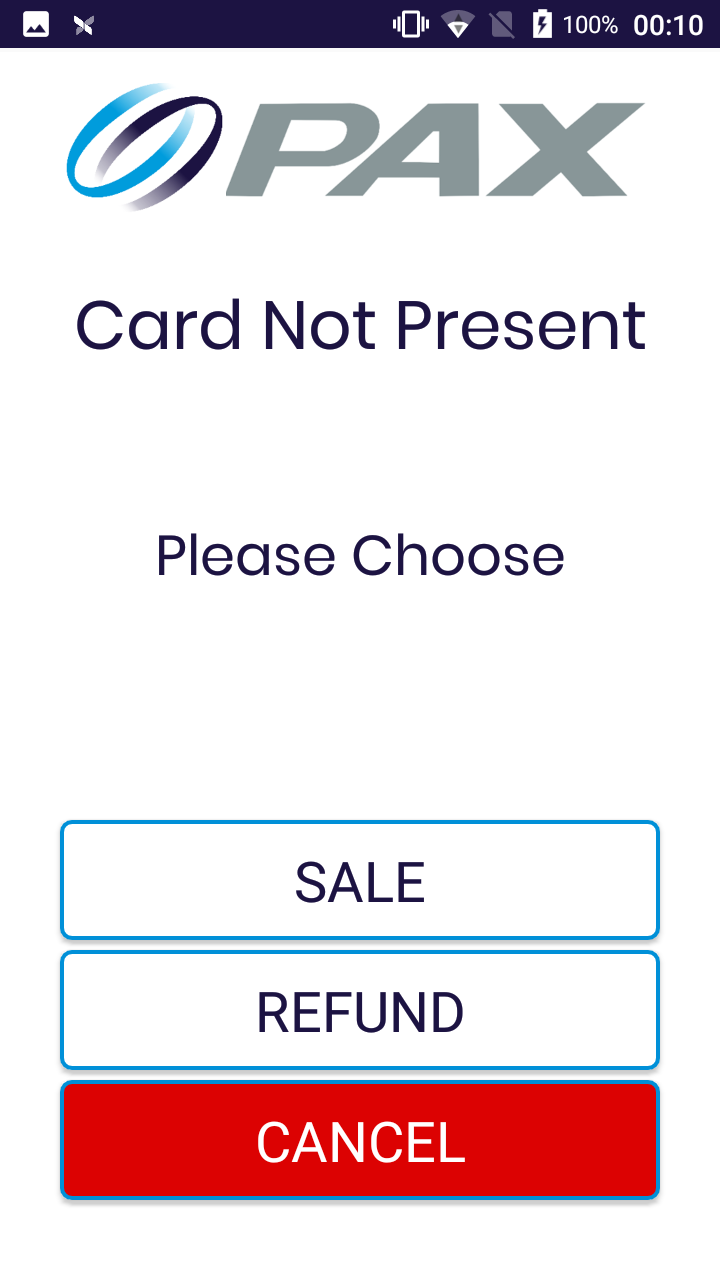 100% 00:10
PAX
Card Not Present
Please Choose
SALE
REFUND
CANCEL